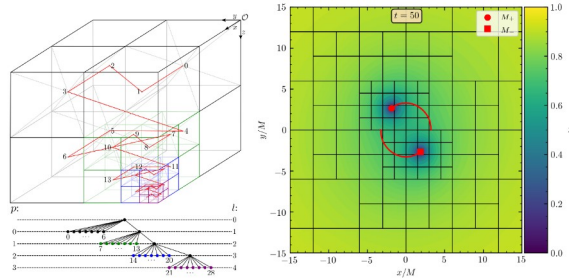 y O
x
z
2 0
3 1
5 4
9 7
10 8
6
12 11
13
p: l:
0
0 6 1
0 7 ... 13 1
1 14 ... 20 2
2 21 ... 28 3
3 4
t = 50
M+
M−
15
10
5
0
−5
−10
−15
y/M
−15 −10 −5 0 5 10 15
x/M
1.0
0.8
0.6
0.4
0.2
0.0